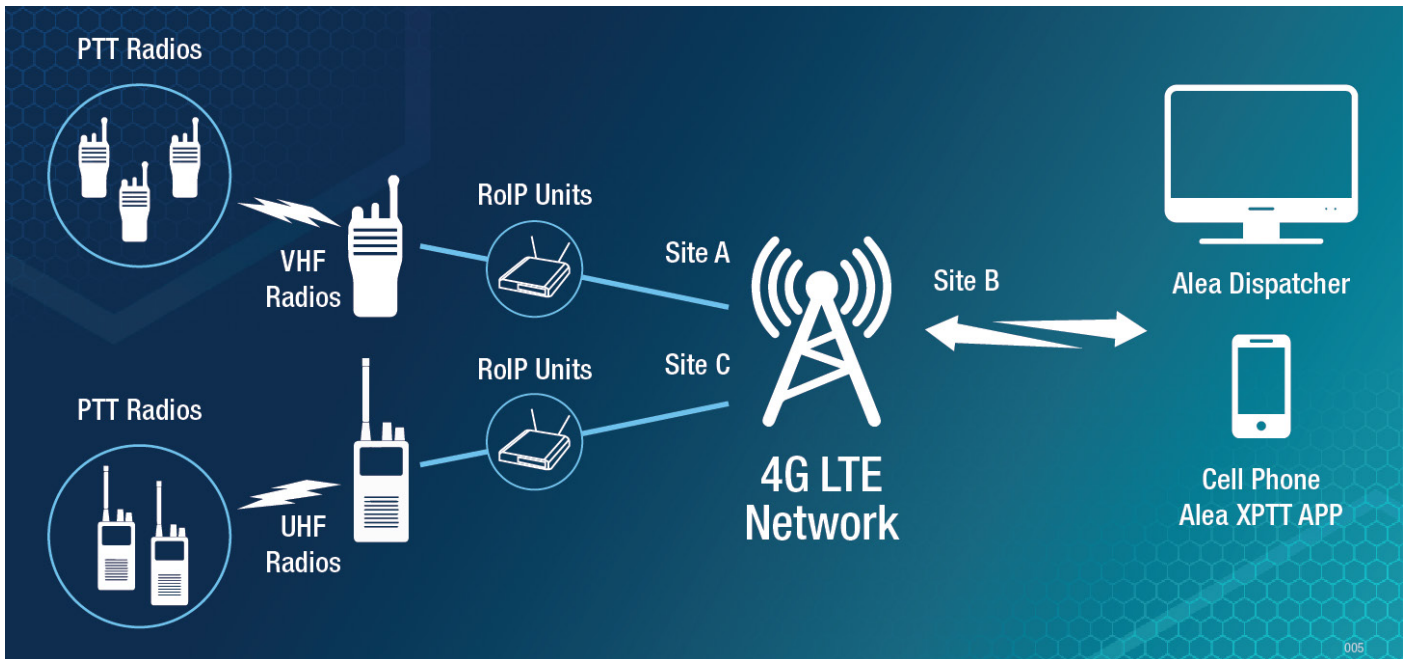 PTT Radios
VHF
Radios
RoIP Units
Site A
PTT Radios
UHF
Radios
RoIP Units
Site C
4G LTE
Network
Site B
Alea Dispatcher
Cell Phone
Alea XPTT APP
005